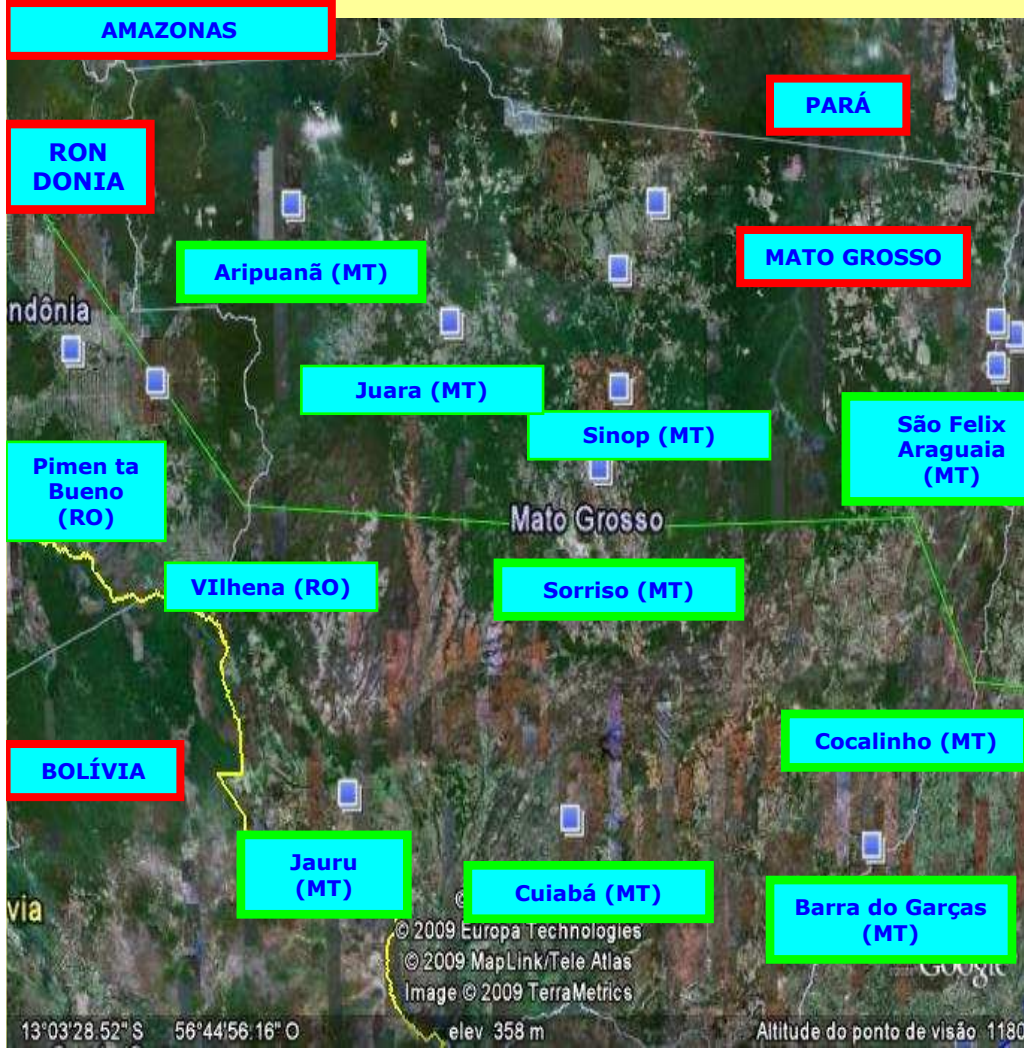 AMAZONAS
PARÁ
RON
DONIA
MATO GROSSO
Aripuanã (MT)
ndônia
Juara (MT)
Sinop (MT)
São Felix
Araguaia
(MT)
Pimen ta
Bueno
(RO)
Mato Grosso
VIlhena (RO)
Sorriso (MT)
Cocalinho (MT)
BOLÍVIA
Jauru
(MT)
Cuiabá (MT)
Barra do Garças
(MT)
via
© 2009 Europa Technologies
© 2009 MapLink/Tele Atlas
Image © 2009 TerraMetrics
Google
13°03'28.52" S 56°44'56.16" O elev 358 m Altitude do ponto de visão 1180